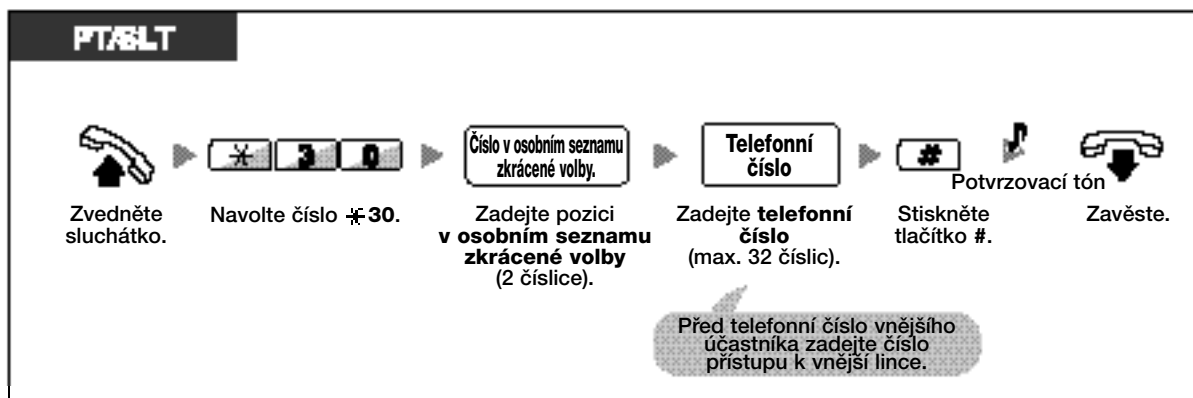 PT/SLT
✳ 3 0
Číslo v osobním seznamu
zkrácené volby.
Telefonní
číslo
#
Potvrzovací tón
Zvedněte
sluchátko.
Navolte číslo ✳30.
Zadejte pozici
v osobním seznamu
zkrácené volby
(2 číslice).
Zadejte telefonní
číslo
(max. 32 číslic).
Stiskněte
tlačítko #.
Zavěste.
Před telefonní číslo vnějšího
účastníka zadejte číslo
přístupu k vnější lince.